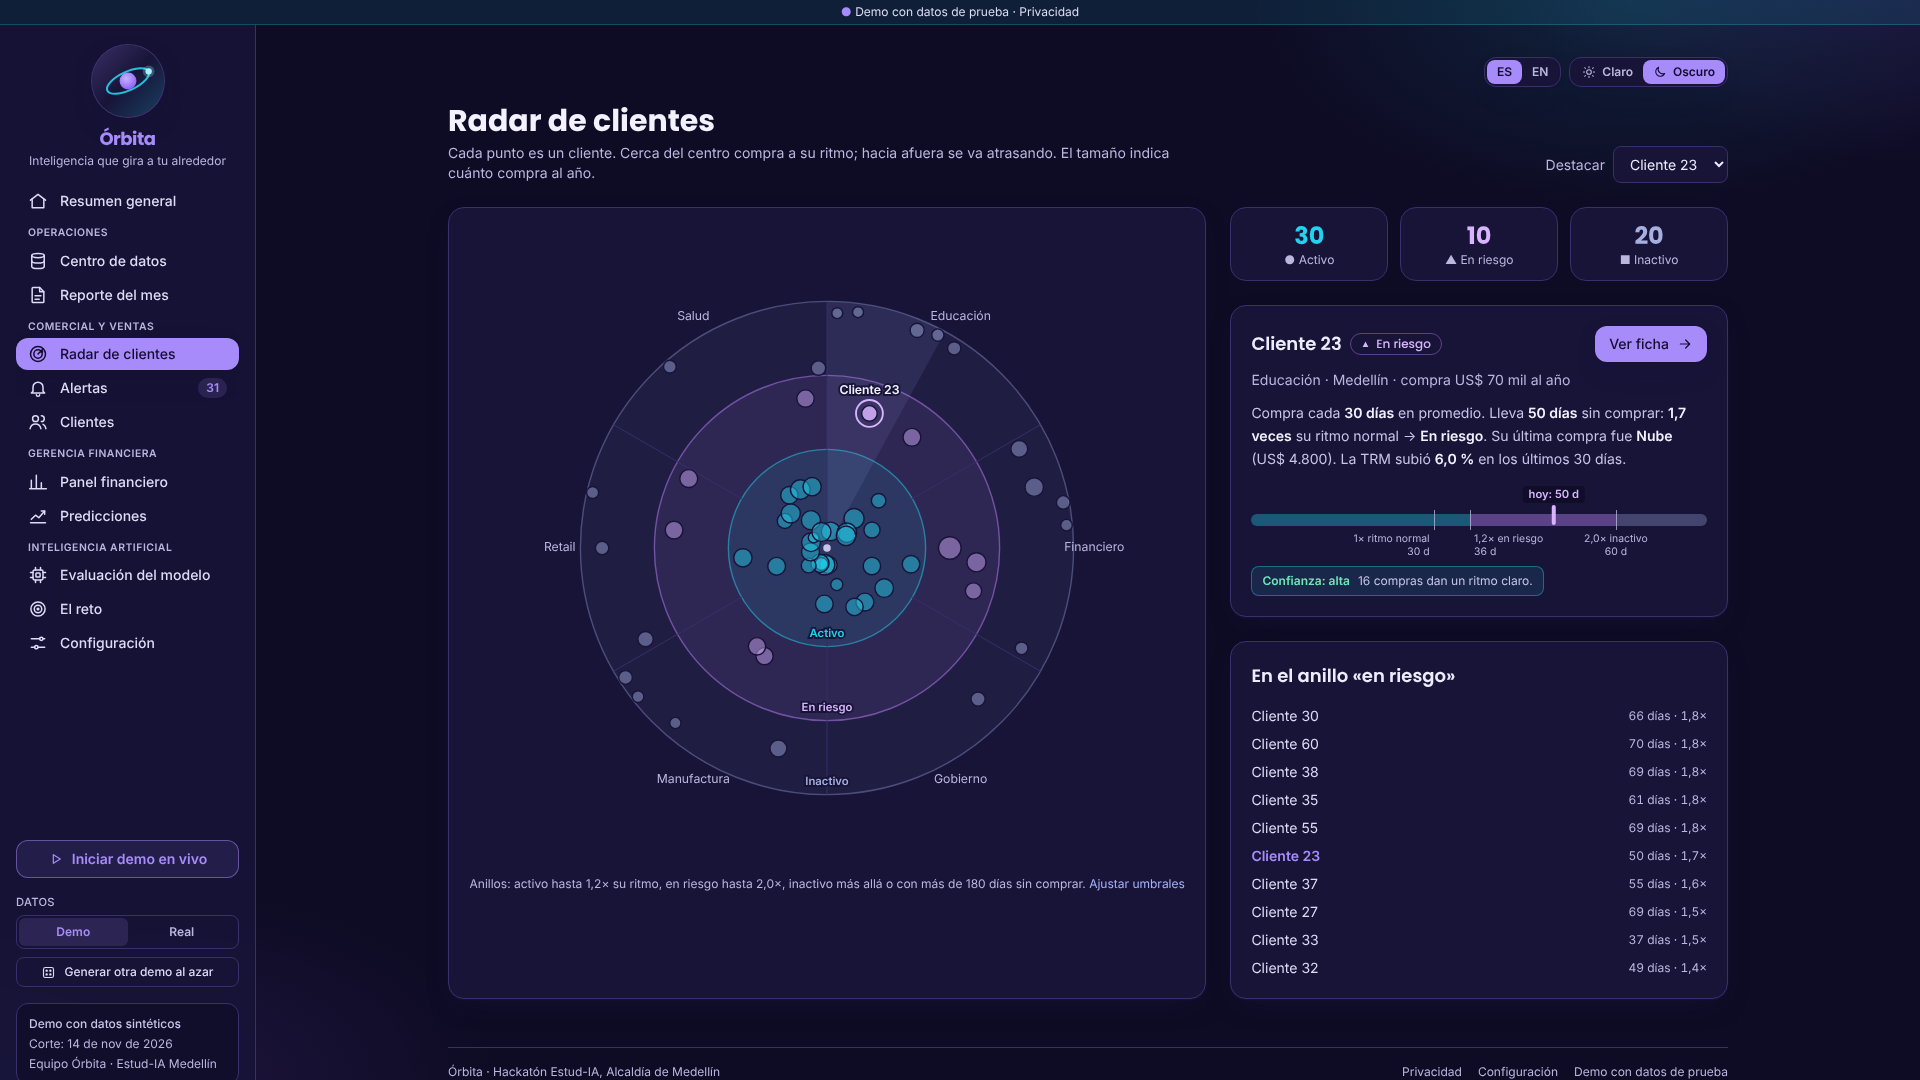 Demo con datos de prueba · Privacidad
Órbita
Inteligencia que gira a tu alrededor
Resumen general
OPERACIONES
Centro de datos
Reporte del mes
COMERCIAL Y VENTAS
Radar de clientes
Alertas 31
Clientes
GERENCIA FINANCIERA
Panel financiero
Predicciones
INTELIGENCIA ARTIFICIAL
Evaluación del modelo
El reto
Configuración
Iniciar demo en vivo
DATOS
Demo Real
Generar otra demo al azar
Demo con datos sintéticos
Corte: 14 de nov de 2026
Equipo Órbita · Estud-IA Medellín
ES EN Claro Oscuro
Radar de clientes
Cada punto es un cliente. Cerca del centro compra a su ritmo; hacia afuera se va atrasando. El tamaño indica
cuánto compra al año.
Destacar Cliente 23
Salud
Educación
Cliente 23
Retail
Financiero
Activo
En riesgo
Manufactura
Inactivo
Gobierno
Anillos: activo hasta 1,2× su ritmo, en riesgo hasta 2,0×, inactivo más allá o con más de 180 días sin comprar. Ajustar umbrales
30
Activo
10
En riesgo
20
Inactivo
Cliente 23 En riesgo
Ver ficha →
Educación · Medellín · compra US$ 70 mil al año
Compra cada 30 días en promedio. Lleva 50 días sin comprar: 1,7
veces su ritmo normal → En riesgo. Su última compra fue Nube
(US$ 4.800). La TRM subió 6,0 % en los últimos 30 días.
hoy: 50 d
1× ritmo normal
30 d
1,2× en riesgo
36 d
2,0× inactivo
60 d
Confianza: alta 16 compras dan un ritmo claro.
En el anillo «en riesgo»
Cliente 30 66 días · 1,8×
Cliente 60 70 días · 1,8×
Cliente 38 69 días · 1,8×
Cliente 35 61 días · 1,8×
Cliente 55 69 días · 1,8×
Cliente 23 50 días · 1,7×
Cliente 37 55 días · 1,6×
Cliente 27 69 días · 1,5×
Cliente 33 37 días · 1,5×
Cliente 32 49 días · 1,4×
Órbita · Hackatón Estud-IA, Alcaldía de Medellín
Privacidad Configuración Demo con datos de prueba